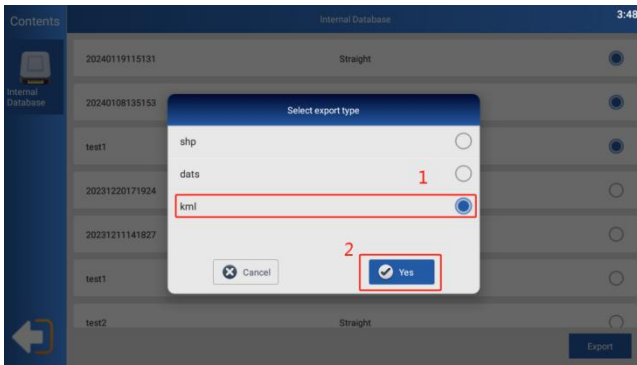 Contents
Internal Database
3:48
Internal
Database
20240119115131 Straight
20240108135153
Select export type
test1
shp
dats
1
kml
20231220171924
20231211141827
2
Cancel
Yes
test1
test2 Straight
Export